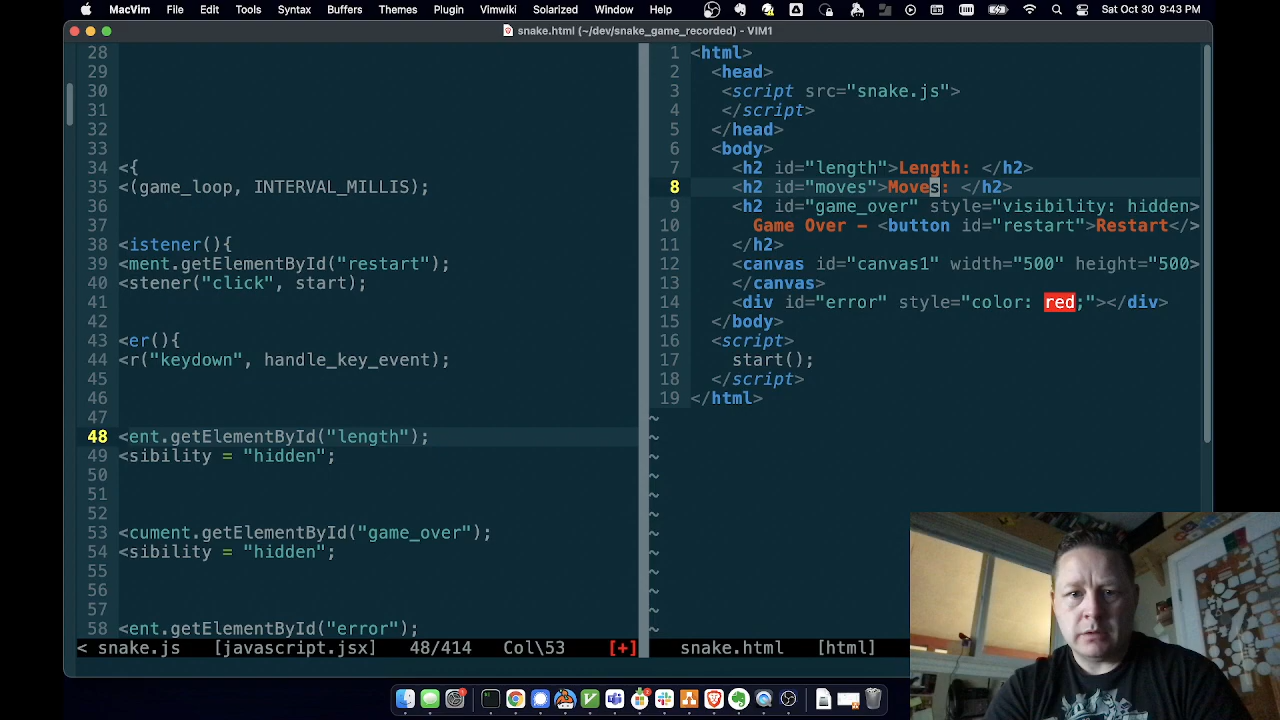 MacVim File Edit Tools Syntax Buffers Themes Plugin Vimwiki Solarized Window Help Sat Oct 30 9:43 PM
snake.html (~/dev/snake_game_recorded) – VIM1
28
29
30
31
32
33
34 <{
35 <(game_loop, INTERVAL_MILLIS);
36
37
38 <istener(){
39 <ment.getElementById("restart");
40 <stener("click", start);
41
42
43 <er(){
44 <r("keydown", handle_key_event);
45
46
47
48 <ent.getElementById("length");
49 <sibility = "hidden";
50
51
52
53 <cument.getElementById("game_over");
54 <sibility = "hidden";
55
56
57
58 <ent.getElementById("error");
< snake.js [javascript.jsx] 48/414 Col\53 [+]
1 <html>
2 <head>
3 <script src="snake.js">
4 </script>
5 </head>
6 <body>
7 <h2 id="length">Length: </h2>
8 <h2 id="moves">Moves: </h2>
9 <h2 id="game_over" style="visibility: hidden>
10 Game Over – <button id="restart">Restart</>
11 </h2>
12 <canvas id="canvas1" width="500" height="500>
13 </canvas>
14 <div id="error" style="color: red;"></div>
15 </body>
16 <script>
17 start();
18 </script>
19 </html>
~
~
~
~
~
~
~
~
~
~
~
~
snake.html [html]